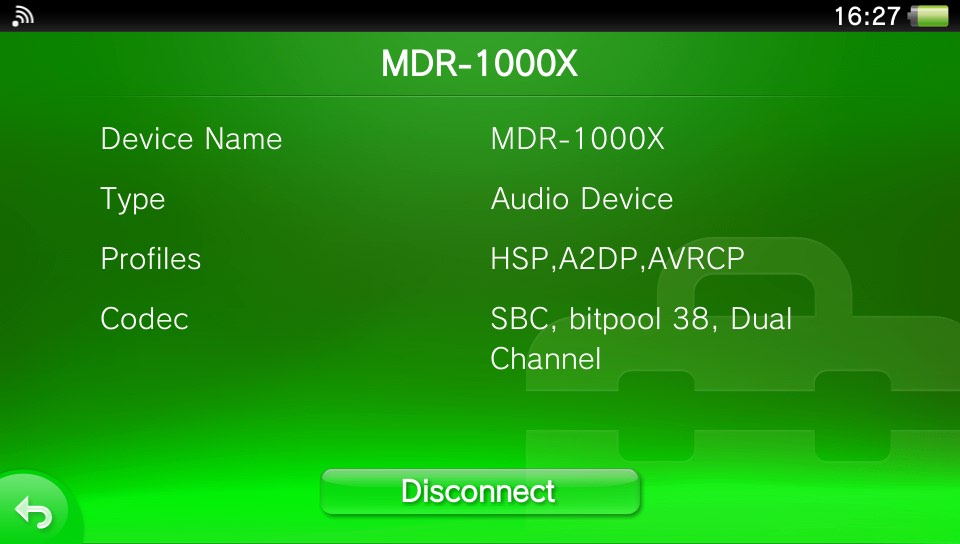 16:27
MDR-1000X
Device Name MDR-1000X
Type Audio Device
Profiles HSP,A2DP,AVRCP
Codec SBC, bitpool 38, Dual
Channel
Disconnect